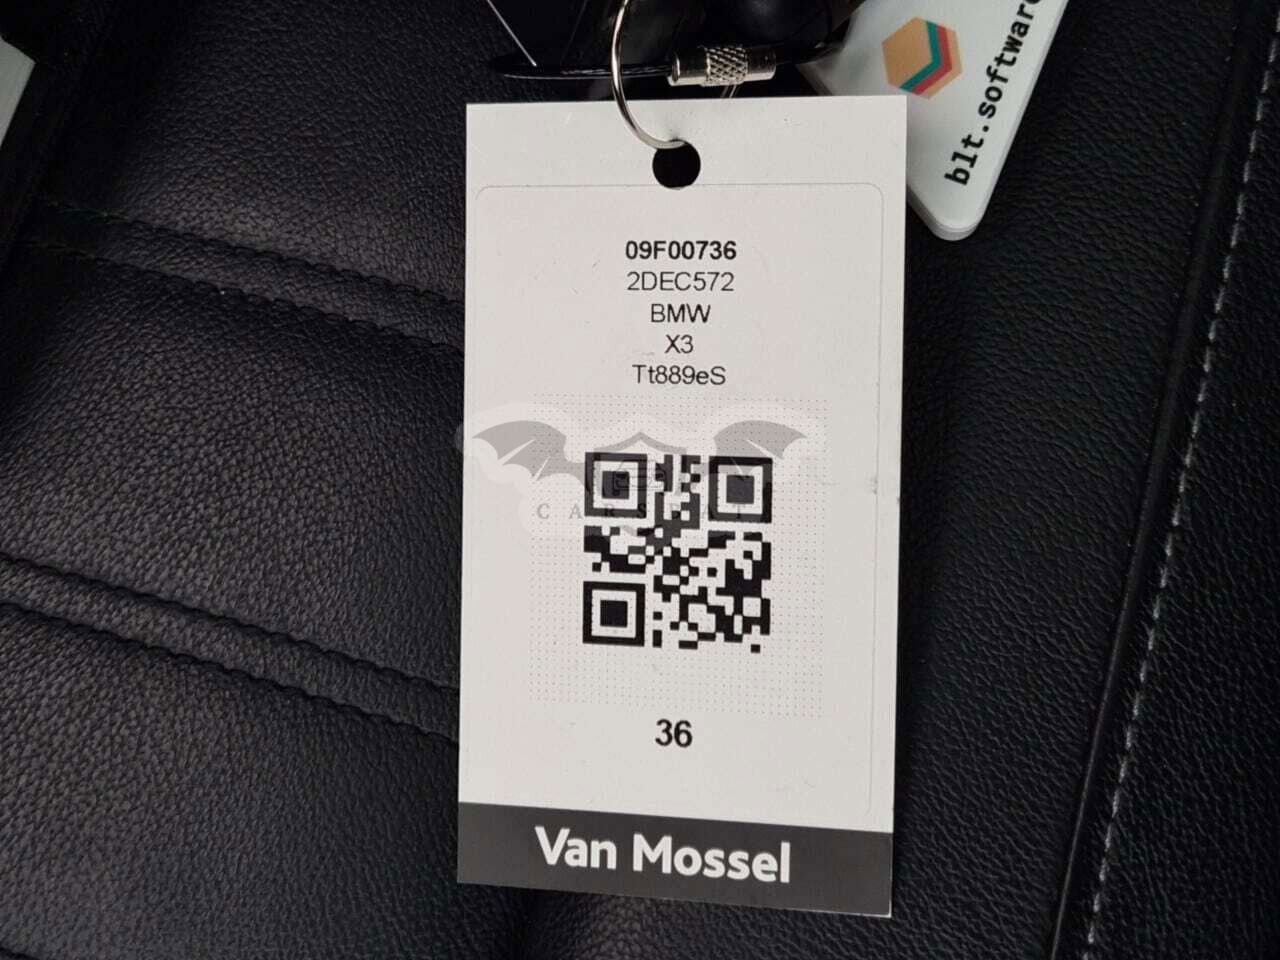 blt.software
09F00736
2DEC572
BMW
X3
Tt889eS
36
Van Mossel